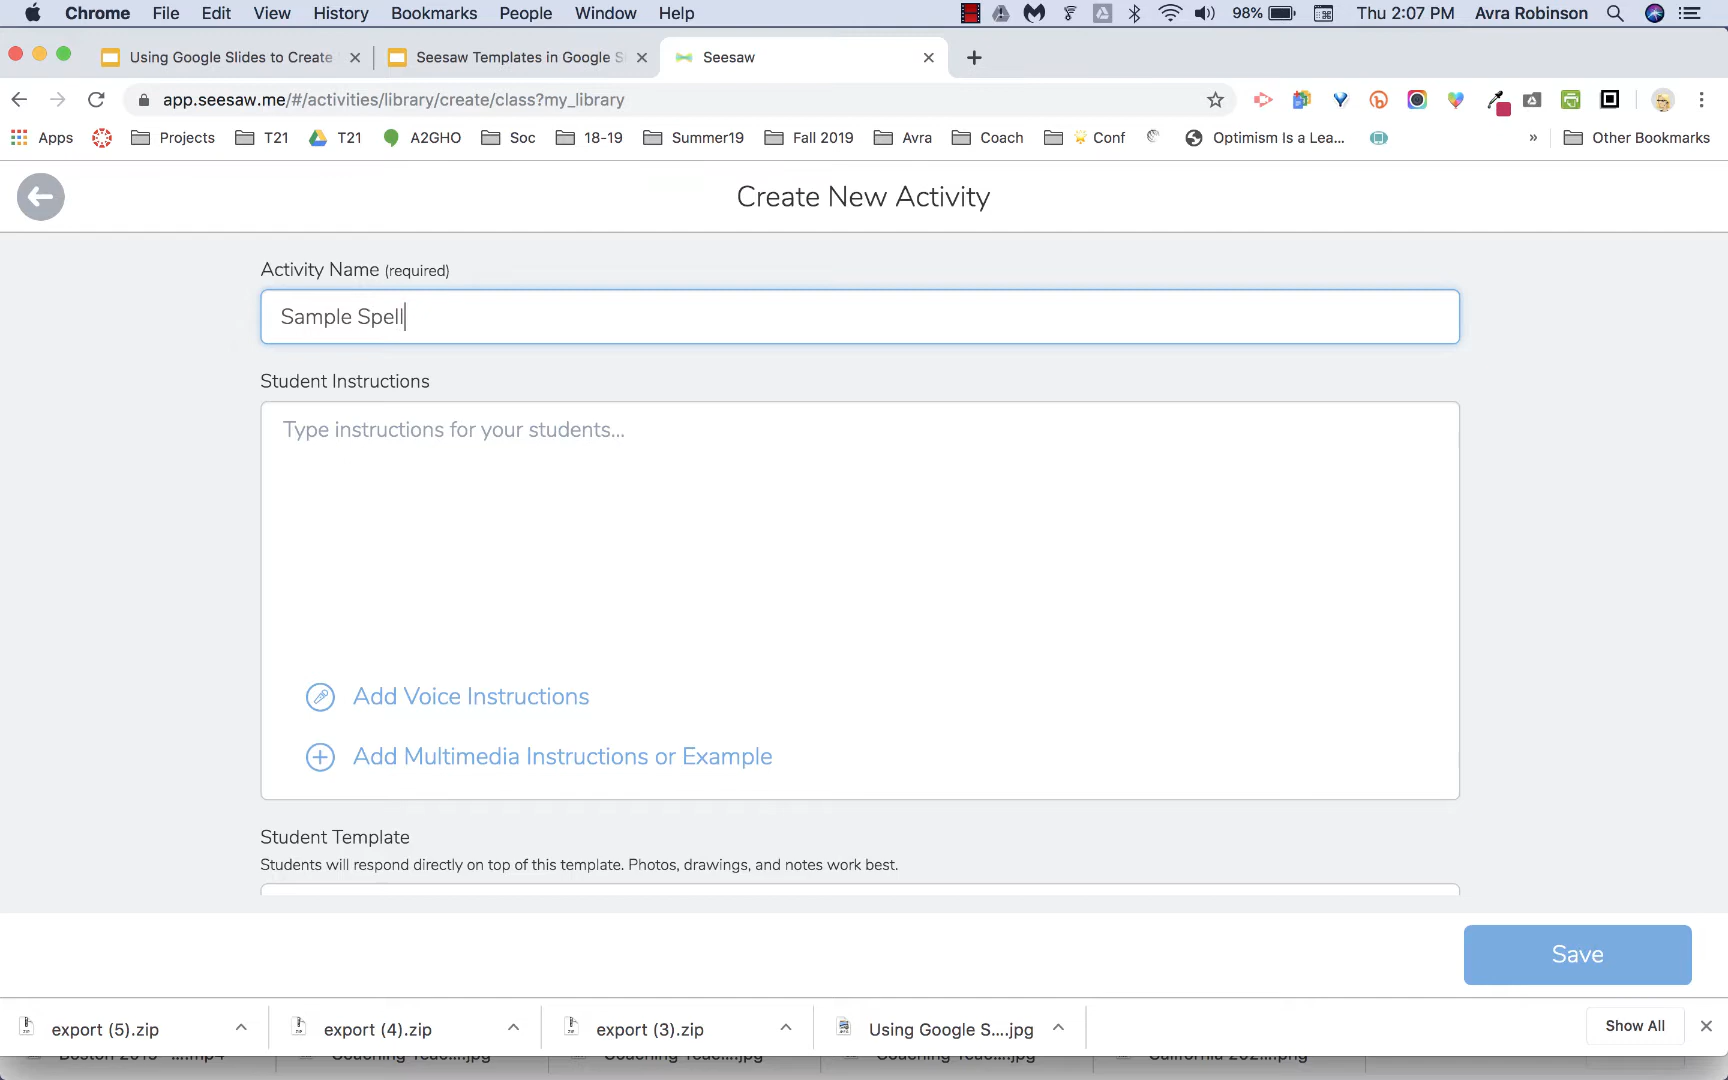 Chrome File Edit View History Bookmarks People Window Help 98% Thu 2:07 PM Avra Robinson
Using Google Slides to Create Seesaw Templates in Google Sl Seesaw
app.seesaw.me/#/activities/library/create/class?my_library
Apps Projects T21 T21 A2GHO Soc 18-19 Summer19 Fall 2019 Avra Coach Conf Optimism Is a Lea... » Other Bookmarks
Create New Activity
Activity Name (required)
Sample Spell
Student Instructions
Type instructions for your students...
Add Voice Instructions
Add Multimedia Instructions or Example
Student Template
Students will respond directly on top of this template. Photos, drawings, and notes work best.
Save
export (5).zip export (4).zip export (3).zip Using Google S....jpg Show All